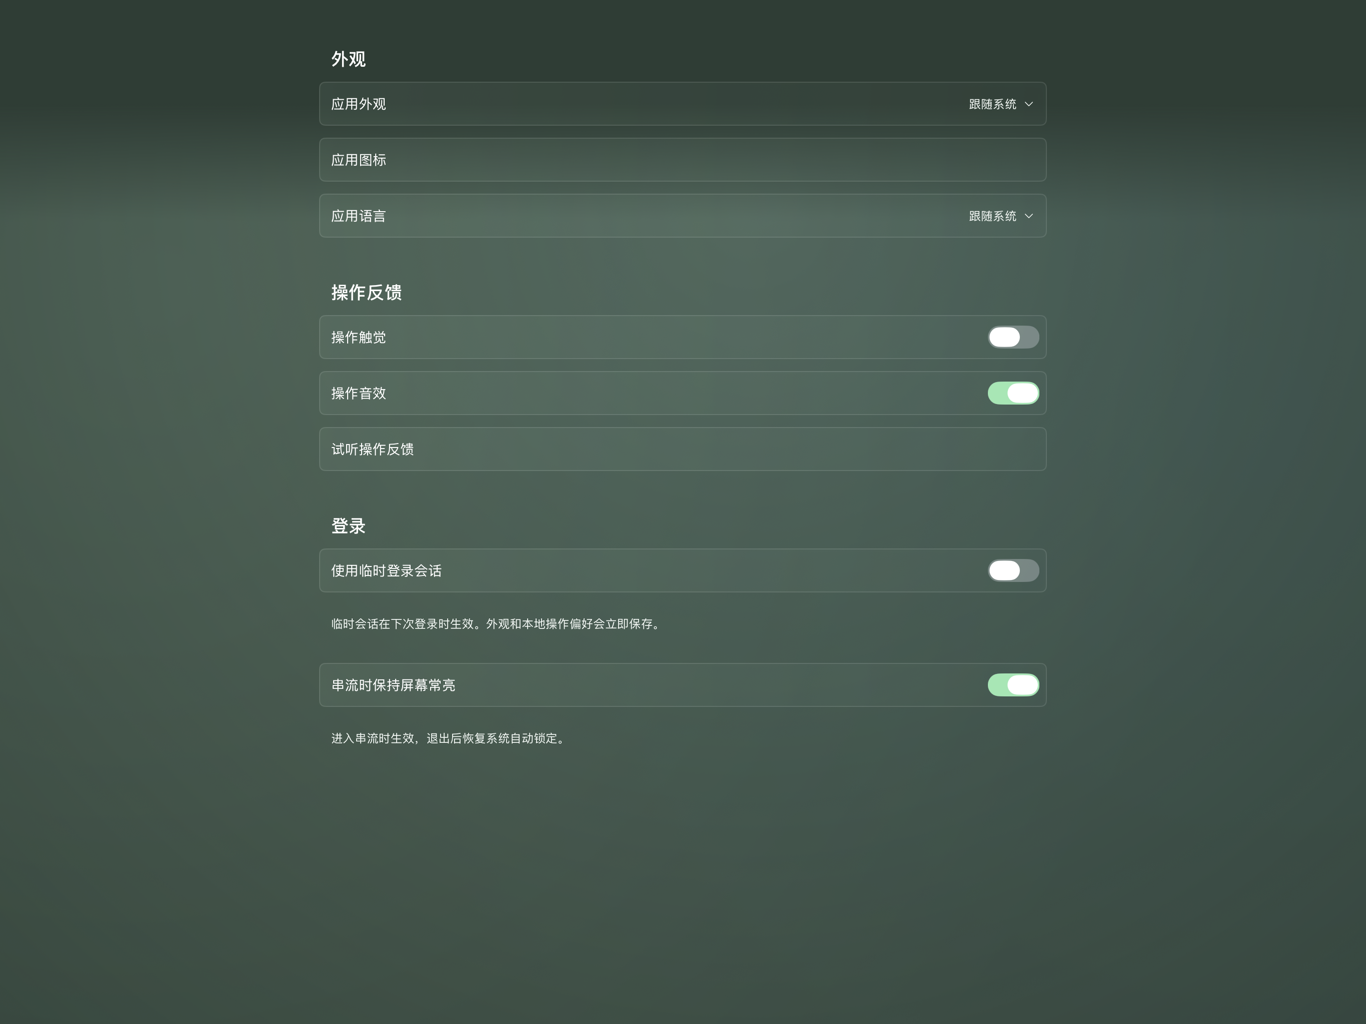 外观
应用外观
跟随系统
应用图标
应用语言
跟随系统
操作反馈
操作触觉
操作音效
试听操作反馈
登录
使用临时登录会话
临时会话在下次登录时生效。外观和本地操作偏好会立即保存。
串流时保持屏幕常亮
进入串流时生效，退出后恢复系统自动锁定。